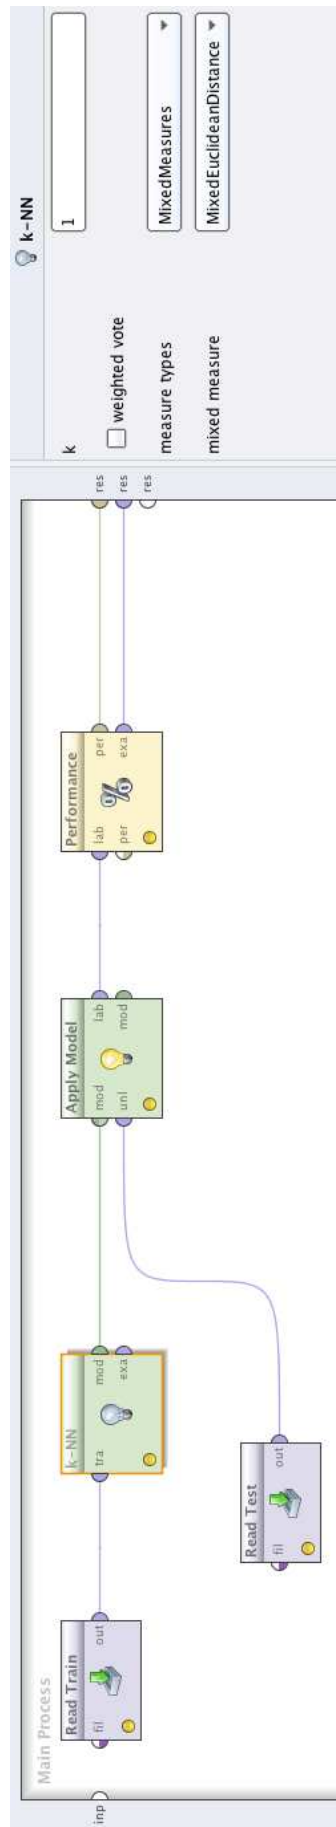 Main Process
inp
Read Train
fil
out
k-NN
tra
mod
exa
Read Test
fil
out
Apply Model
mod
lab
unl
mod
Performance
lab
per
per
exa
%
res
res
res
k-NN
k
1
weighted vote
measure types
MixedMeasures
mixed measure
MixedEuclideanDistance